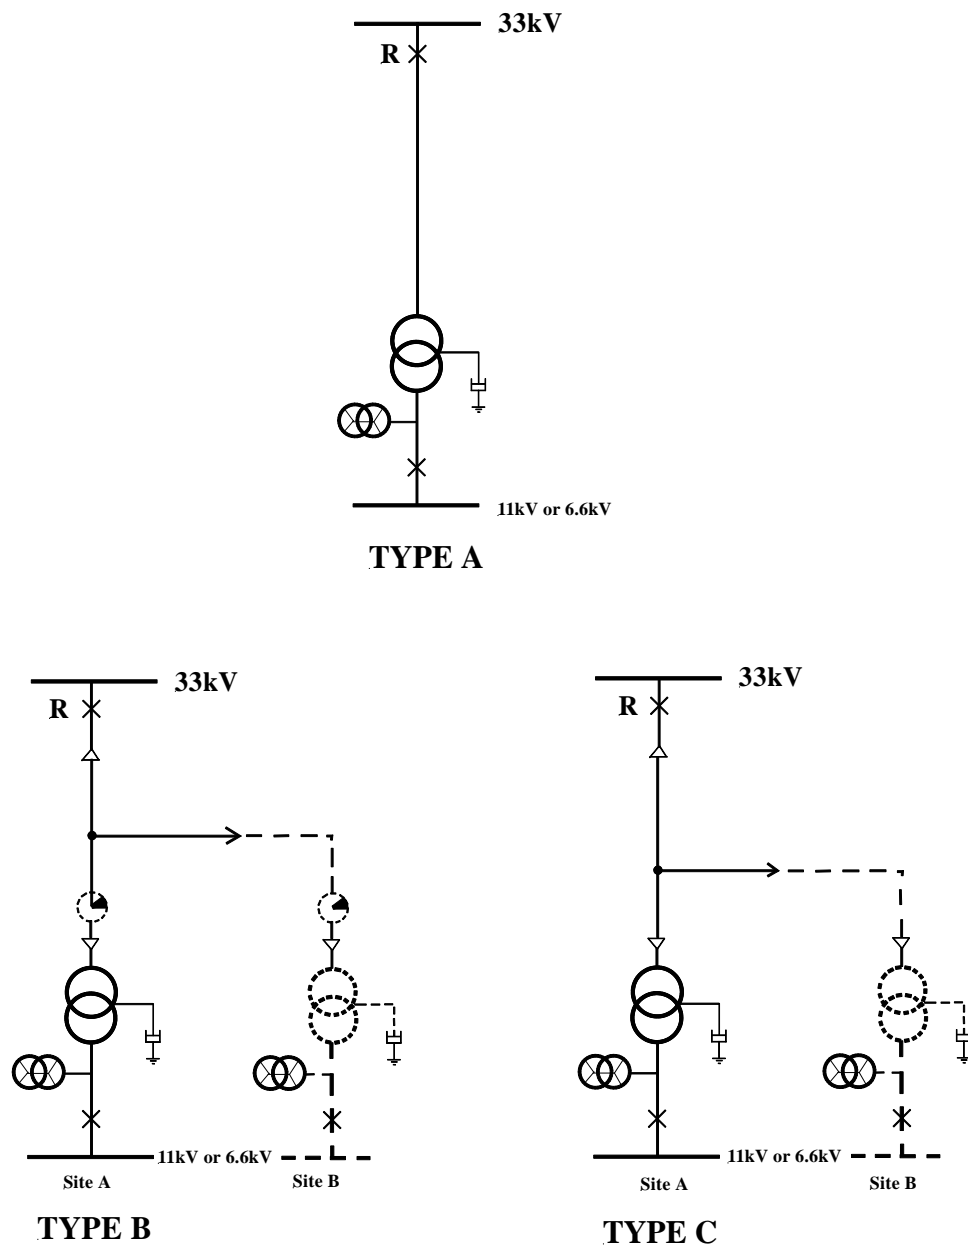 33kV
R
11kV or 6.6kV
TYPE A
33kV
R
11kV or 6.6kV
Site A
Site B
TYPE B
33kV
R
11kV or 6.6kV
Site A
Site B
TYPE C